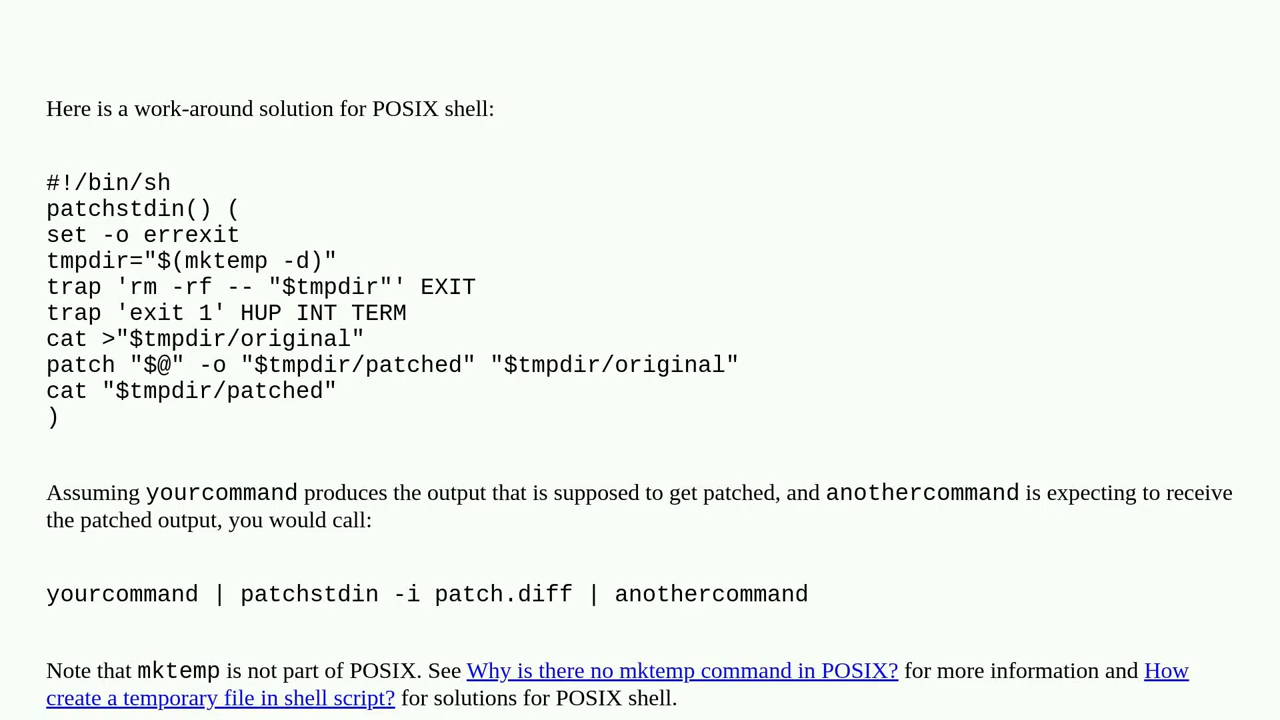 Here is a work-around solution for POSIX shell:
#!/bin/sh
patchstdin() (
set -o errexit
tmpdir="$(mktemp -d)"
trap 'rm -rf -- "$tmpdir"' EXIT
trap 'exit 1' HUP INT TERM
cat >"$tmpdir/original"
patch "$@" -o "$tmpdir/patched" "$tmpdir/original"
cat "$tmpdir/patched"
)
Assuming yourcommand produces the output that is supposed to get patched, and anothercommand is expecting to receive
the patched output, you would call:
yourcommand | patchstdin -i patch.diff | anothercommand
Note that mktemp is not part of POSIX. See Why is there no mktemp command in POSIX? for more information and How
create a temporary file in shell script? for solutions for POSIX shell.